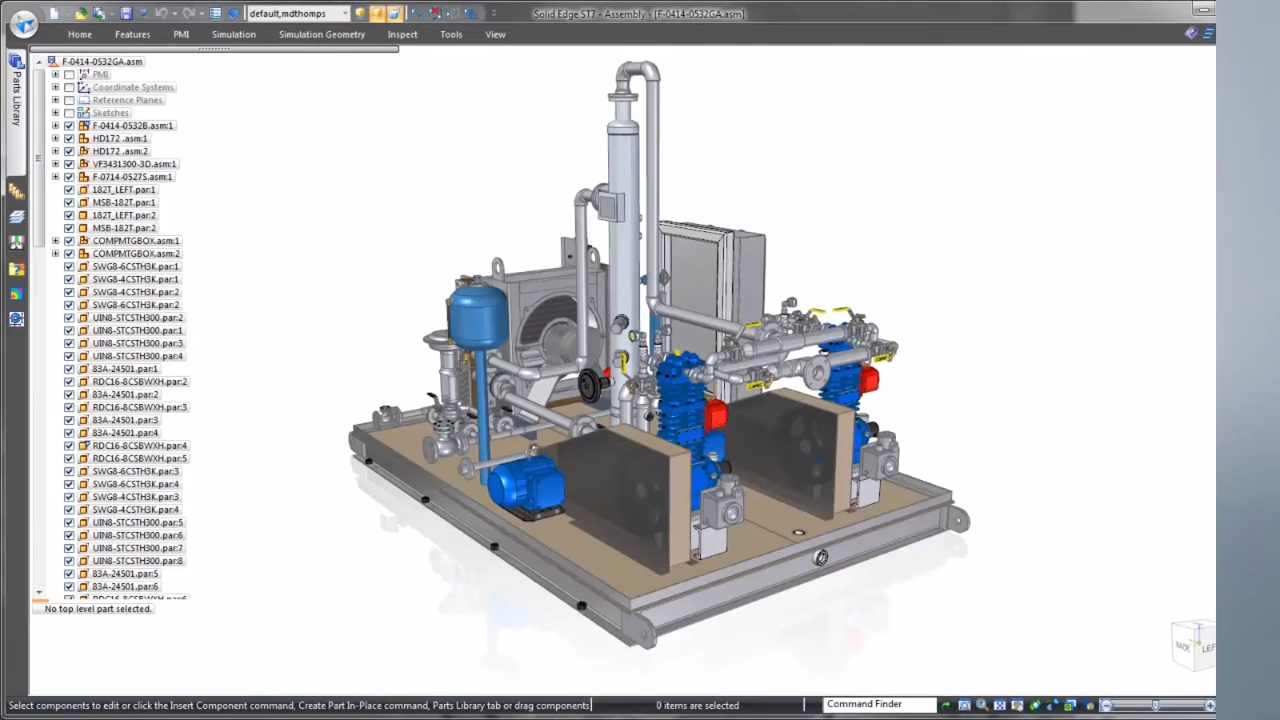 default,mdthomps
Solid Edge ST7 - Assembly - [F-0414-0532GA.asm]
Home Features PMI Simulation Simulation Geometry Inspect Tools View
Parts Library
F-0414-0532GA.asm
PMI
Coordinate Systems
Reference Planes
Sketches
F-0414-0532B.asm:1
HD172 .asm:1
HD172 .asm:2
VF3431300-3D.asm:1
F-0714-0527S.asm:1
182T_LEFT.par:1
MSB-182T.par:1
182T_LEFT.par:2
MSB-182T.par:2
COMPMTGBOX.asm:1
COMPMTGBOX.asm:2
SWG8-6CSTH3K.par:1
SWG8-4CSTH3K.par:1
SWG8-4CSTH3K.par:2
SWG8-6CSTH3K.par:2
UIN8-STCSTH300.par:2
UIN8-STCSTH300.par:1
UIN8-STCSTH300.par:3
UIN8-STCSTH300.par:4
83A-24501.par:1
RDC16-8CSBWXH.par:2
83A-24501.par:2
RDC16-8CSBWXH.par:3
83A-24501.par:3
83A-24501.par:4
RDC16-8CSBWXH.par:4
RDC16-8CSBWXH.par:5
SWG8-6CSTH3K.par:3
SWG8-6CSTH3K.par:4
SWG8-4CSTH3K.par:3
SWG8-4CSTH3K.par:4
UIN8-STCSTH300.par:5
UIN8-STCSTH300.par:6
UIN8-STCSTH300.par:7
UIN8-STCSTH300.par:8
83A-24501.par:5
83A-24501.par:6
RDC16-8CSBWXH.par:6
No top level part selected.
BACK LEF
Select components to edit or click the Insert Component command, Create Part In-Place command, Parts Library tab or drag components
0 items are selected
Command Finder